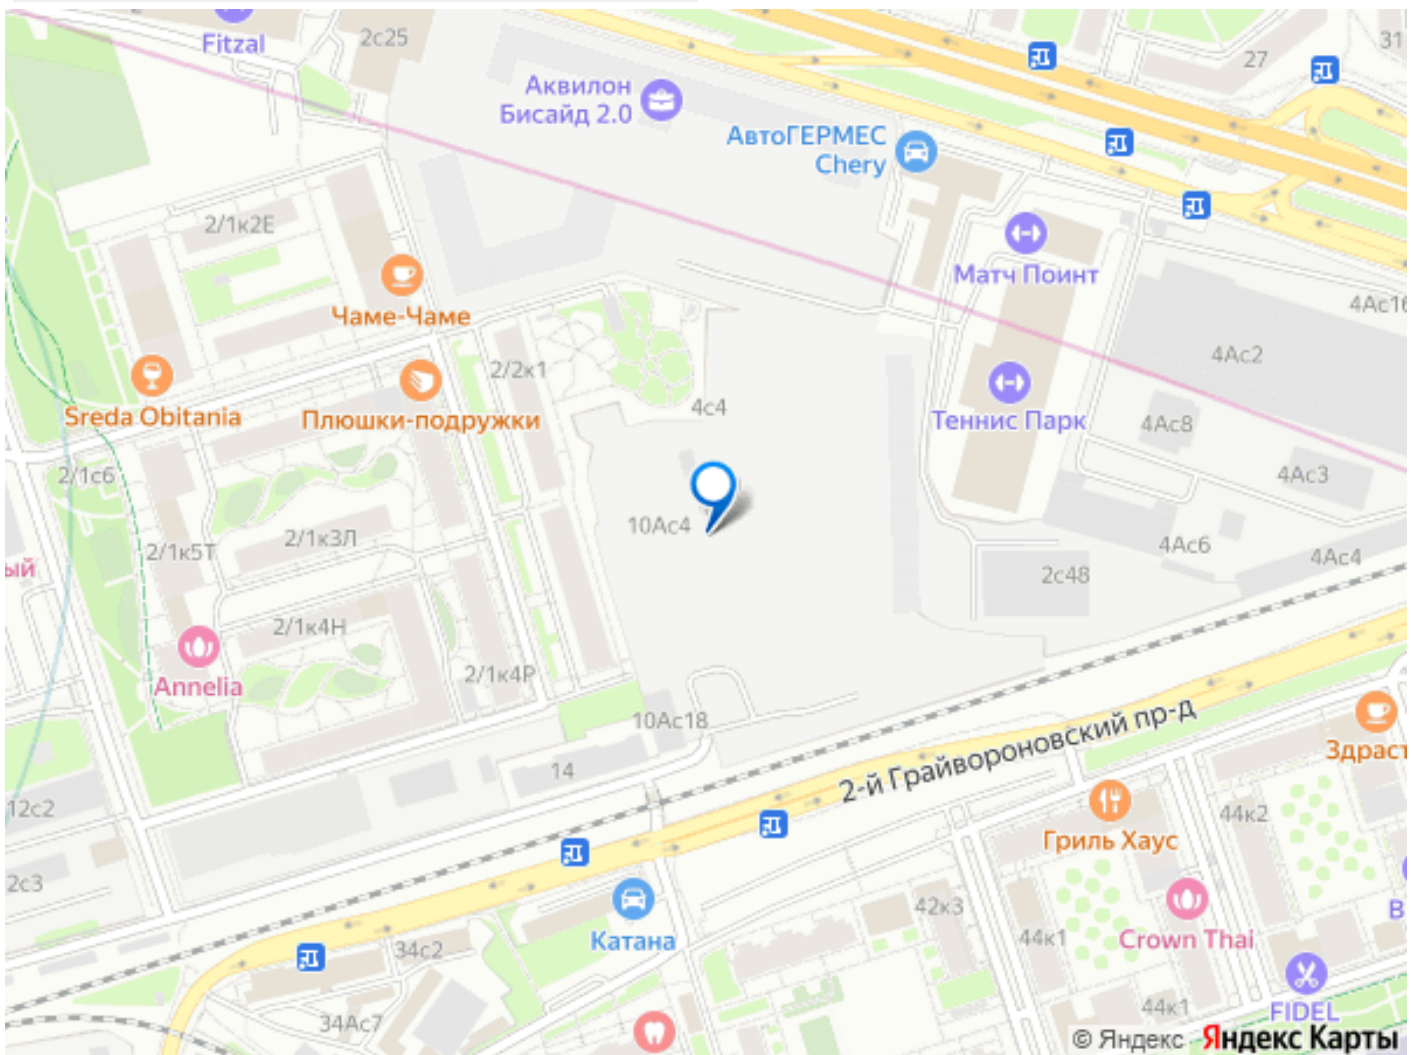 Fitzal
2с25
27
31
Аквилон
Бисайд 2.0
АвтоГЕРМЕС
Chery
2/1к2Е
Матч Поинт
4Ас16
Чаме-Чаме
4Ас2
2/2к1
Sreda Obitania
Плюшки-подружки
4с4
Теннис Парк
4Ас8
2/1с6
4Ас3
10Ас4
2/1к3Л
2/1к5Т
4Ас6
4Ас4
ый
2с48
2/1к4Н
Annelia
2/1к4Р
10Ас18
2-й Грайвороновский пр-д
Здраст
14
12с2
44к2
Гриль Хаус
2с3
42к3
В
Катана
34с2
44к1
Crown Thai
34Ас7
44к1
FIDEL
© Яндекс Яндекс Карты